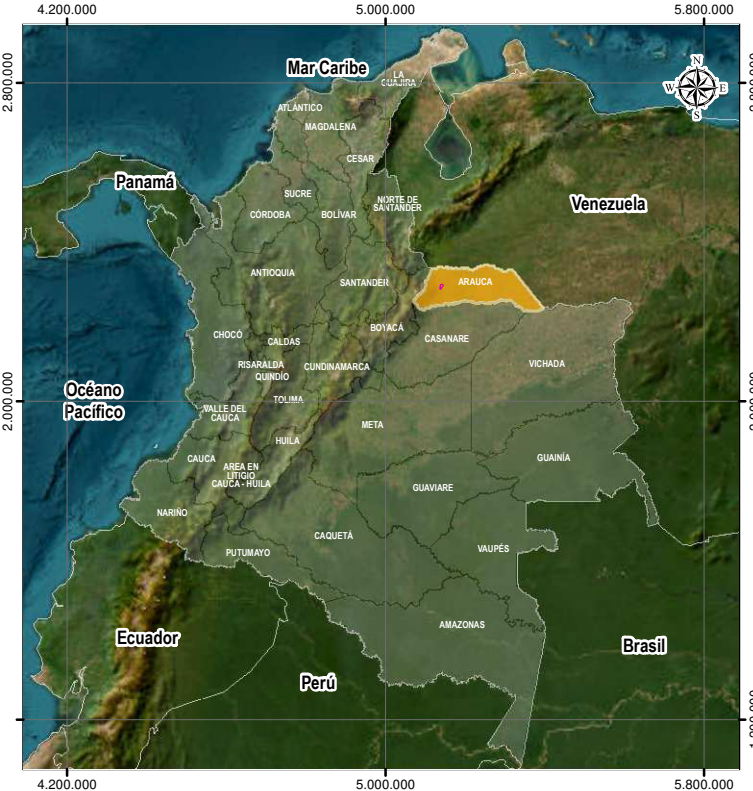 4.200.000
5.000.000
5.800.000
2.800.000
Mar Caribe
N
W
E
S
LA
GUAJIRA
ATLÁNTICO
MAGDALENA
CESAR
Panamá
SUCRE
NORTE DE
SANTANDER
CÓRDOBA
BOLÍVAR
Venezuela
ANTIOQUIA
SANTANDER
ARAUCA
CHOCÓ
BOYACÁ
CALDAS
CASANARE
RISARALDA
CUNDINAMARCA
VICHADA
QUINDÍO
Océano
Pacífico
2.000.000
TOLIMA
VALLE DEL
CAUCA
META
HUILA
CAUCA
GUAINÍA
AREA EN
LITIGIO
CAUCA - HUILA
GUAVIARE
NARIÑO
CAQUETÁ
VAUPÉS
PUTUMAYO
AMAZONAS
Ecuador
Brasil
Perú
4.200.000
5.000.000
5.800.000